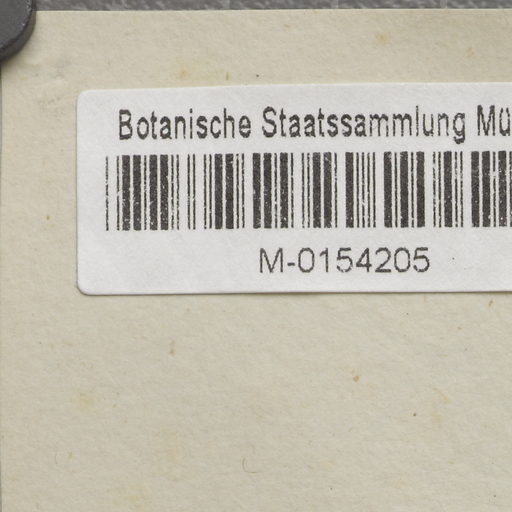 Botanische Staatssammlung Mü
M-0154205